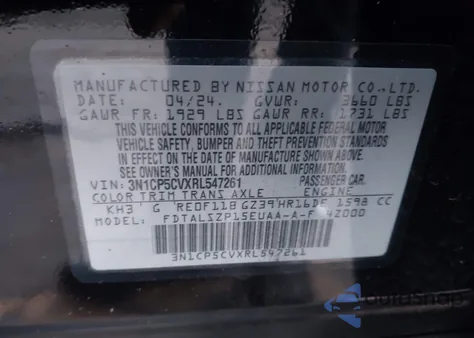 MANUFACTURED BY NISSAN MOTOR CO., LTD.
DATE: 04/24. GVWR: 3660 LBS
GAWR FR: 1929 LBS GAWR RR: 1731 LBS
THIS VEHICLE CONFORMS TO ALL APPLICABLE FEDERAL MOTOR
VEHICLE SAFETY, BUMPER AND THEFT PREVENTION STANDARDS
IN EFFECT ON THE DATE OF MANUFACTURE SHOWN ABOVE.
SEE OWNER'S MANUAL FOR ADDITIONAL INFORMATION.
VIN: 3N1CP5CVXRL547261 PASSENGER CAR
COLOR TRIM TRANS AXLE ENGINE
KH3 G RE0F11B GZ39 HR16DE 1598 CC
FDTALSZP15EUAA-A-F
3N1CP5CVXRL547261
AutoSnap